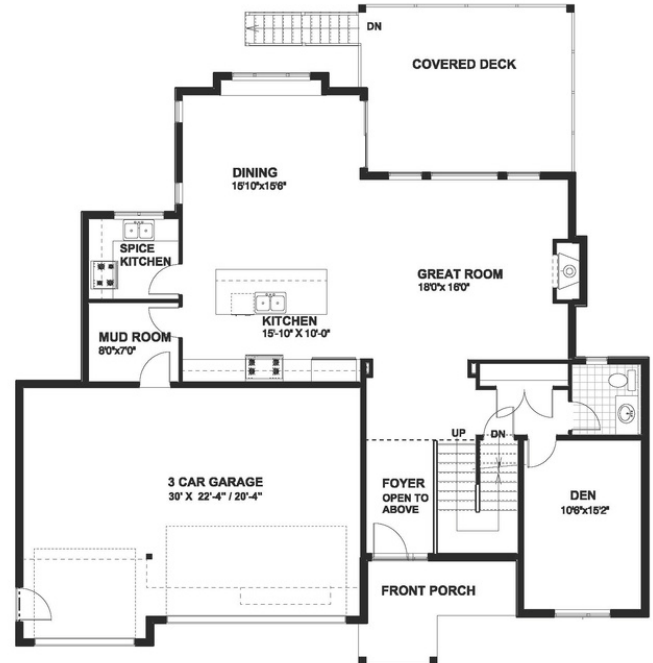 DN
COVERED DECK
DINING
15'10"x15'6"
SPICE
KITCHEN
GREAT ROOM
18'0"x 16'0"
KITCHEN
15'-10" X 10'-0"
MUD ROOM
8'0"x7'0"
UP
DN
3 CAR GARAGE
30' X 22'-4" / 20'-4"
FOYER
OPEN TO
ABOVE
DEN
10'6"x15'2"
FRONT PORCH